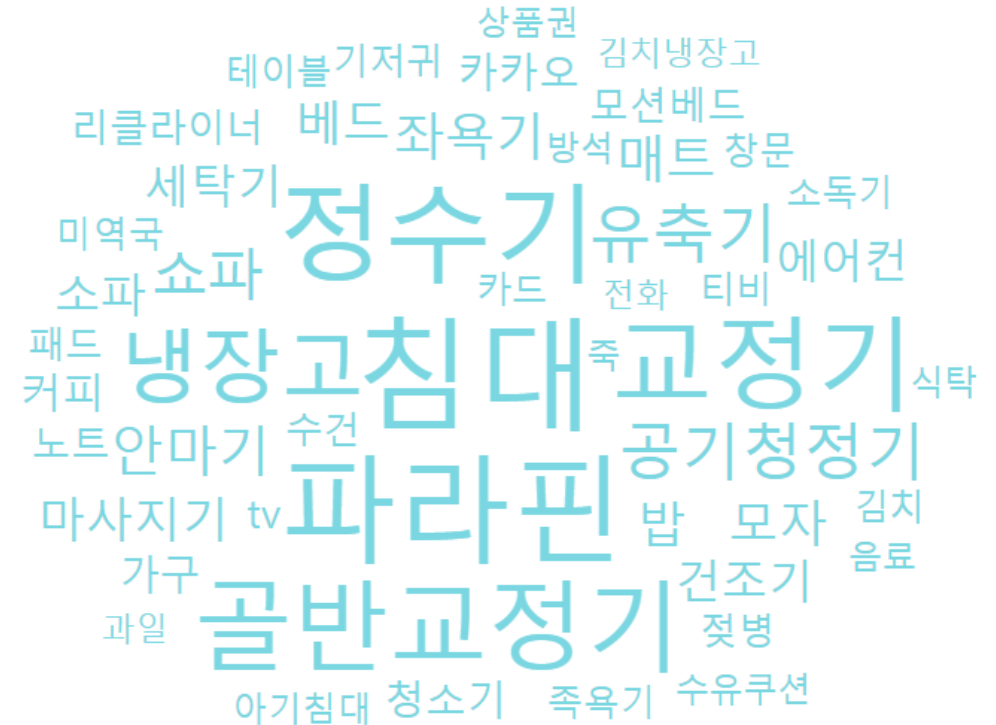 상품권
테이블 기저귀 카카오 김치냉장고
리클라이너 베드 좌욕기 방석 모션베드
매트 창문
세탁기 정수기 유축기 소독기
미역국 쇼파 에어컨
소파 카드 전화 티비
패드 냉장고 침대 죽 교정기 식탁
커피
노트 안마기 수건 공기청정기
마사지기 tv 파라핀 밥 모자 김치
음료
가구 골반교정기 건조기
과일 젖병
아기침대 청소기 족욕기 수유쿠션